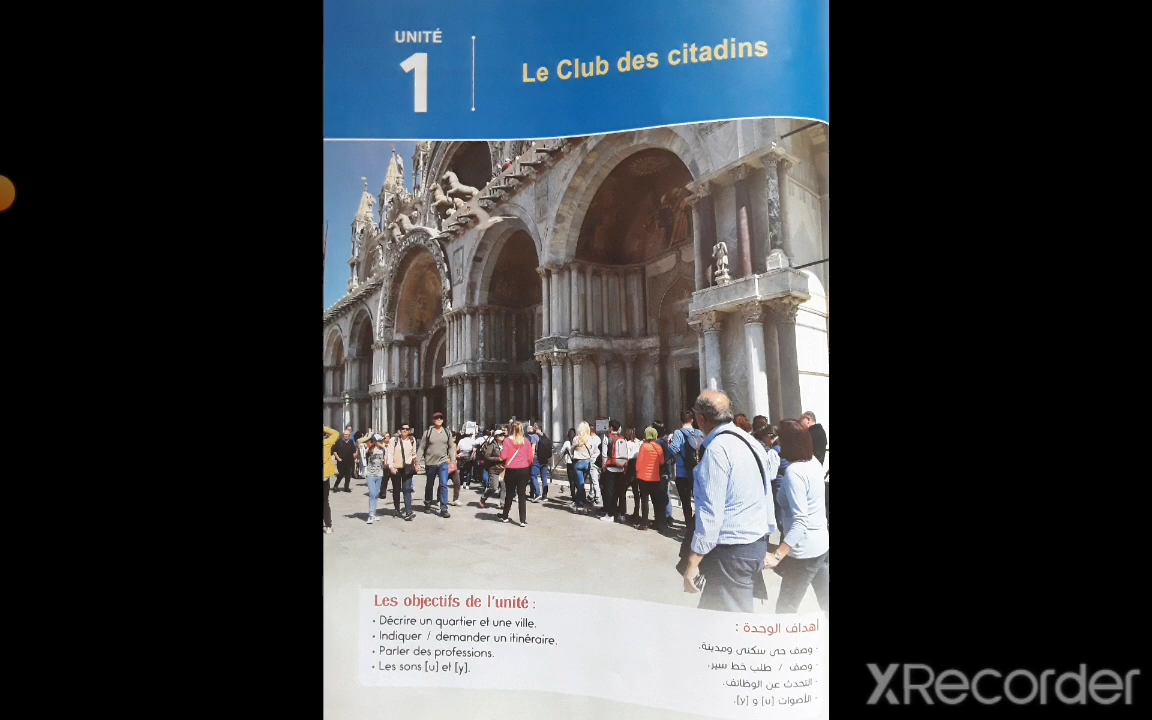 UNITÉ
1
Le Club des citadins
Les objectifs de l'unité :
• Décrire un quartier et une ville.
• Indiquer / demander un itinéraire.
• Parler des professions.
• Les sons [u] et [y].
أهداف الوحدة :
· وصف حي سكني ومدينة.
· وصف / طلب خط سير.
· التحدث عن الوظائف.
· الأصوات [u] و [y].
XRecorder